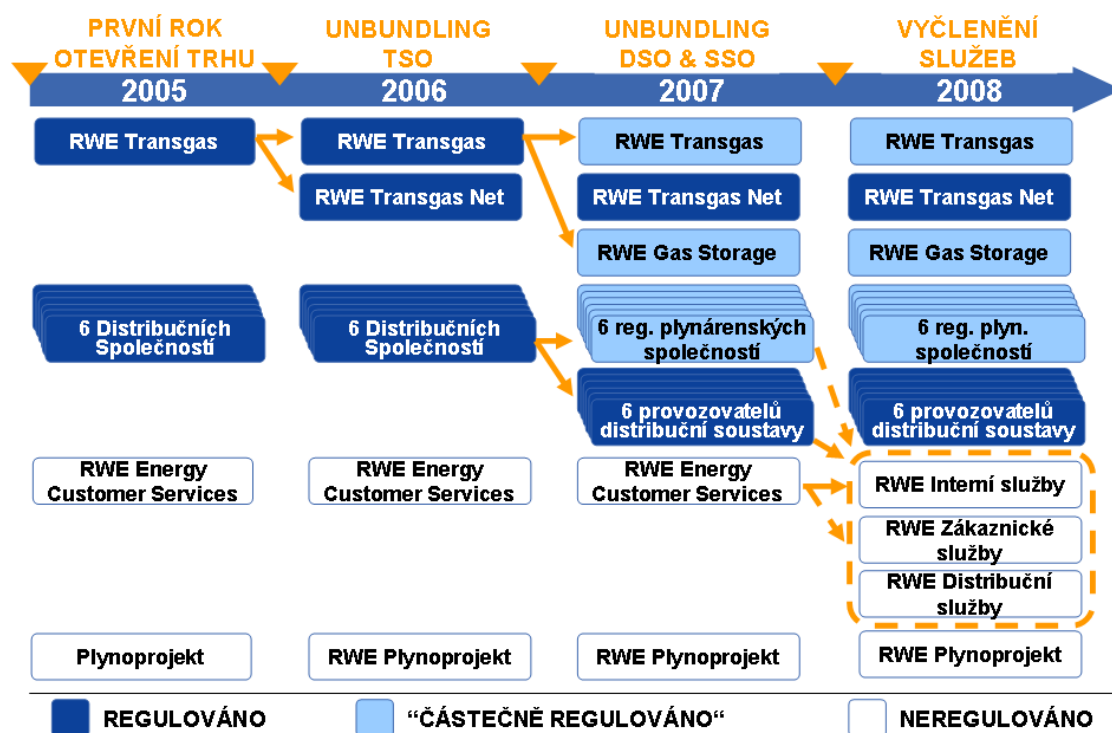 PRVNÍ ROK
OTEVŘENÍ TRHU
UNBUNDLING
TSO
UNBUNDLING
DSO & SSO
VYČLENĚNÍ
SLUŽEB
2005
2006
2007
2008
RWE Transgas
RWE Transgas
RWE Transgas
RWE Transgas
RWE Transgas Net
RWE Transgas Net
RWE Transgas Net
RWE Gas Storage
RWE Gas Storage
6 Distribučních
Společností
6 Distribučních
Společností
6 reg. plynárenských
společností
6 reg. plyn.
společností
6 provozovatelů
distribuční soustavy
6 provozovatelů
distribuční soustavy
RWE Energy
Customer Services
RWE Energy
Customer Services
RWE Energy
Customer Services
RWE Interní služby
RWE Zákaznické
služby
RWE Distribuční
služby
Plynoprojekt
RWE Plynoprojekt
RWE Plynoprojekt
RWE Plynoprojekt
REGULOVÁNO
“ČÁSTEČNĚ REGULOVÁNO“
NEREGULOVÁNO